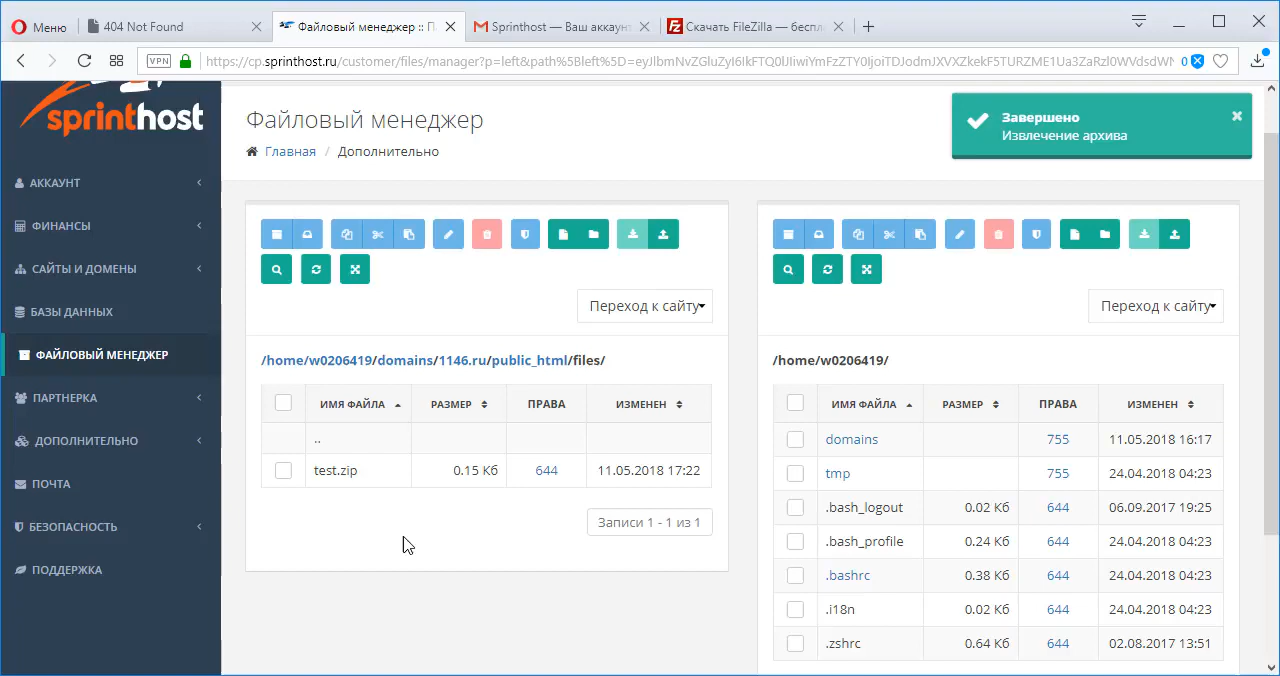 Меню
404 Not Found
Файловый менеджер :: П
Sprinthost — Ваш аккаунт
Скачать FileZilla — беспл
VPN
https://cp.sprinthost.ru/customer/files/manager?p=left&path%5Bleft%5D=
0
sprinthost
АККАУНТ
ФИНАНСЫ
САЙТЫ И ДОМЕНЫ
БАЗЫ ДАННЫХ
ФАЙЛОВЫЙ МЕНЕДЖЕР
ПАРТНЕРКА
ДОПОЛНИТЕЛЬНО
ПОЧТА
БЕЗОПАСНОСТЬ
ПОДДЕРЖКА
Файловый менеджер
Главная / Дополнительно
Завершено
Извлечение архива
Переход к сайту
/home/w0206419/domains/1146.ru/public_html/files/
ИМЯ ФАЙЛА РАЗМЕР ПРАВА ИЗМЕНЕН
..
test.zip 0.15 Кб 644 11.05.2018 17:22
Записи 1 - 1 из 1
Переход к сайту
/home/w0206419/
ИМЯ ФАЙЛА РАЗМЕР ПРАВА ИЗМЕНЕН
domains 755 11.05.2018 16:17
tmp 755 24.04.2018 04:23
.bash_logout 0.02 Кб 644 06.09.2017 19:25
.bash_profile 0.24 Кб 644 24.04.2018 04:23
.bashrc 0.38 Кб 644 24.04.2018 04:23
.i18n 0.02 Кб 644 24.04.2018 04:23
.zshrc 0.64 Кб 644 02.08.2017 13:51